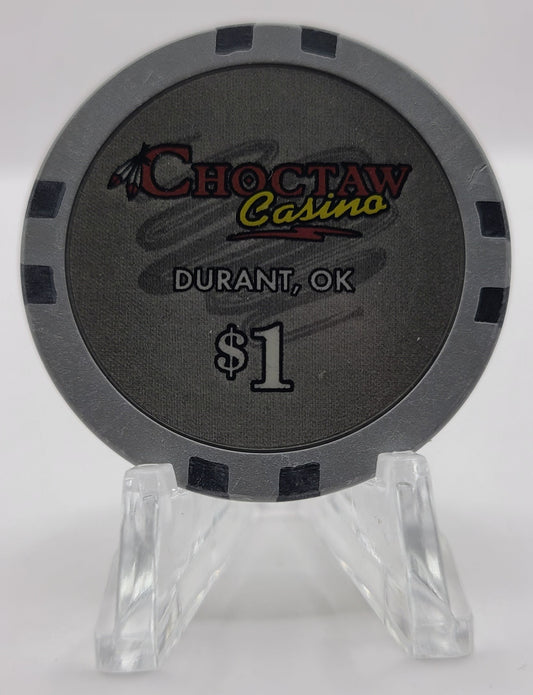 CHOCTAW
Casino
DURANT, OK
$1